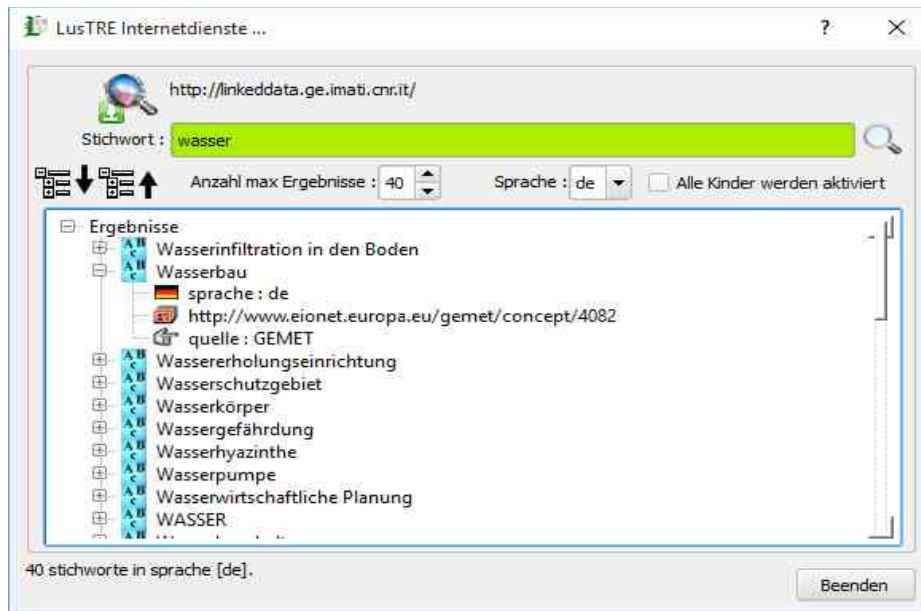 LusTRE Internetdienste ...
?
http://linkeddata.ge.imati.cnr.it/
Stichwort : wasser
Anzahl max Ergebnisse : 40 Sprache : de Alle Kinder werden aktiviert
Ergebnisse
Wasserinfiltration in den Boden
Wasserbau
sprache : de
http://www.eionet.europa.eu/gemet/concept/4082
quelle : GEMET
Wassererholungseinrichtung
Wasserschutzgebiet
Wasserkörper
Wassergefährdung
Wasserhyazinthe
Wasserpumpe
Wasserwirtschaftliche Planung
WASSER
40 stichworte in sprache [de].
Beenden